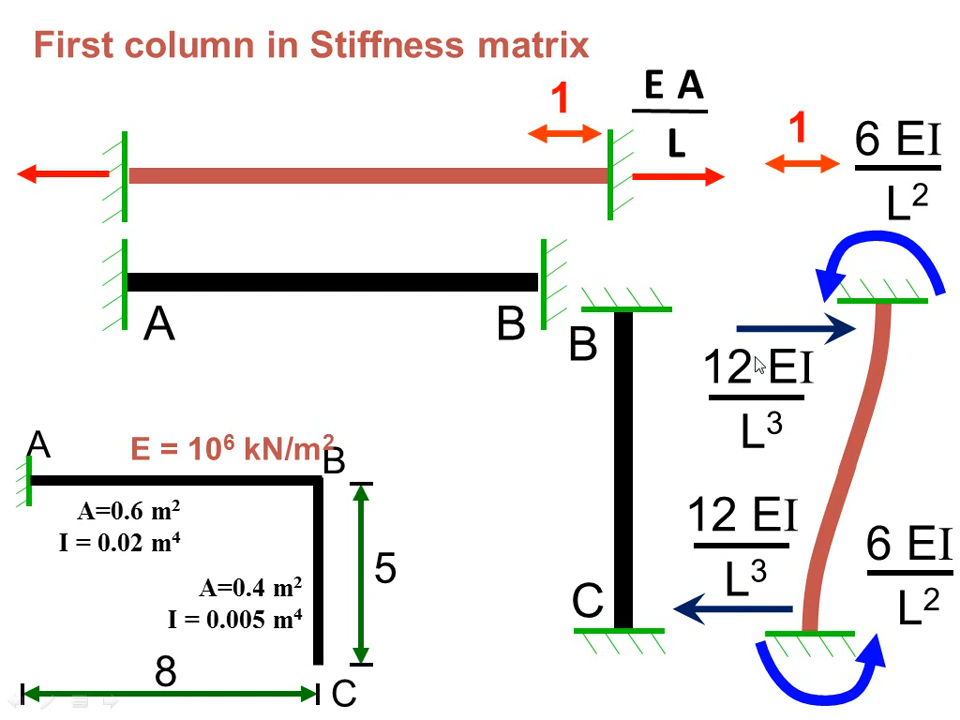 First column in Stiffness matrix
1
E A
L
1
6 EI
L²
A
B
B
12 EI
L³
A
E = 10⁶ kN/m²
B
A=0.6 m²
I = 0.02 m⁴
A=0.4 m²
I = 0.005 m⁴
5
12 EI
L³
6 EI
L²
C
8
C